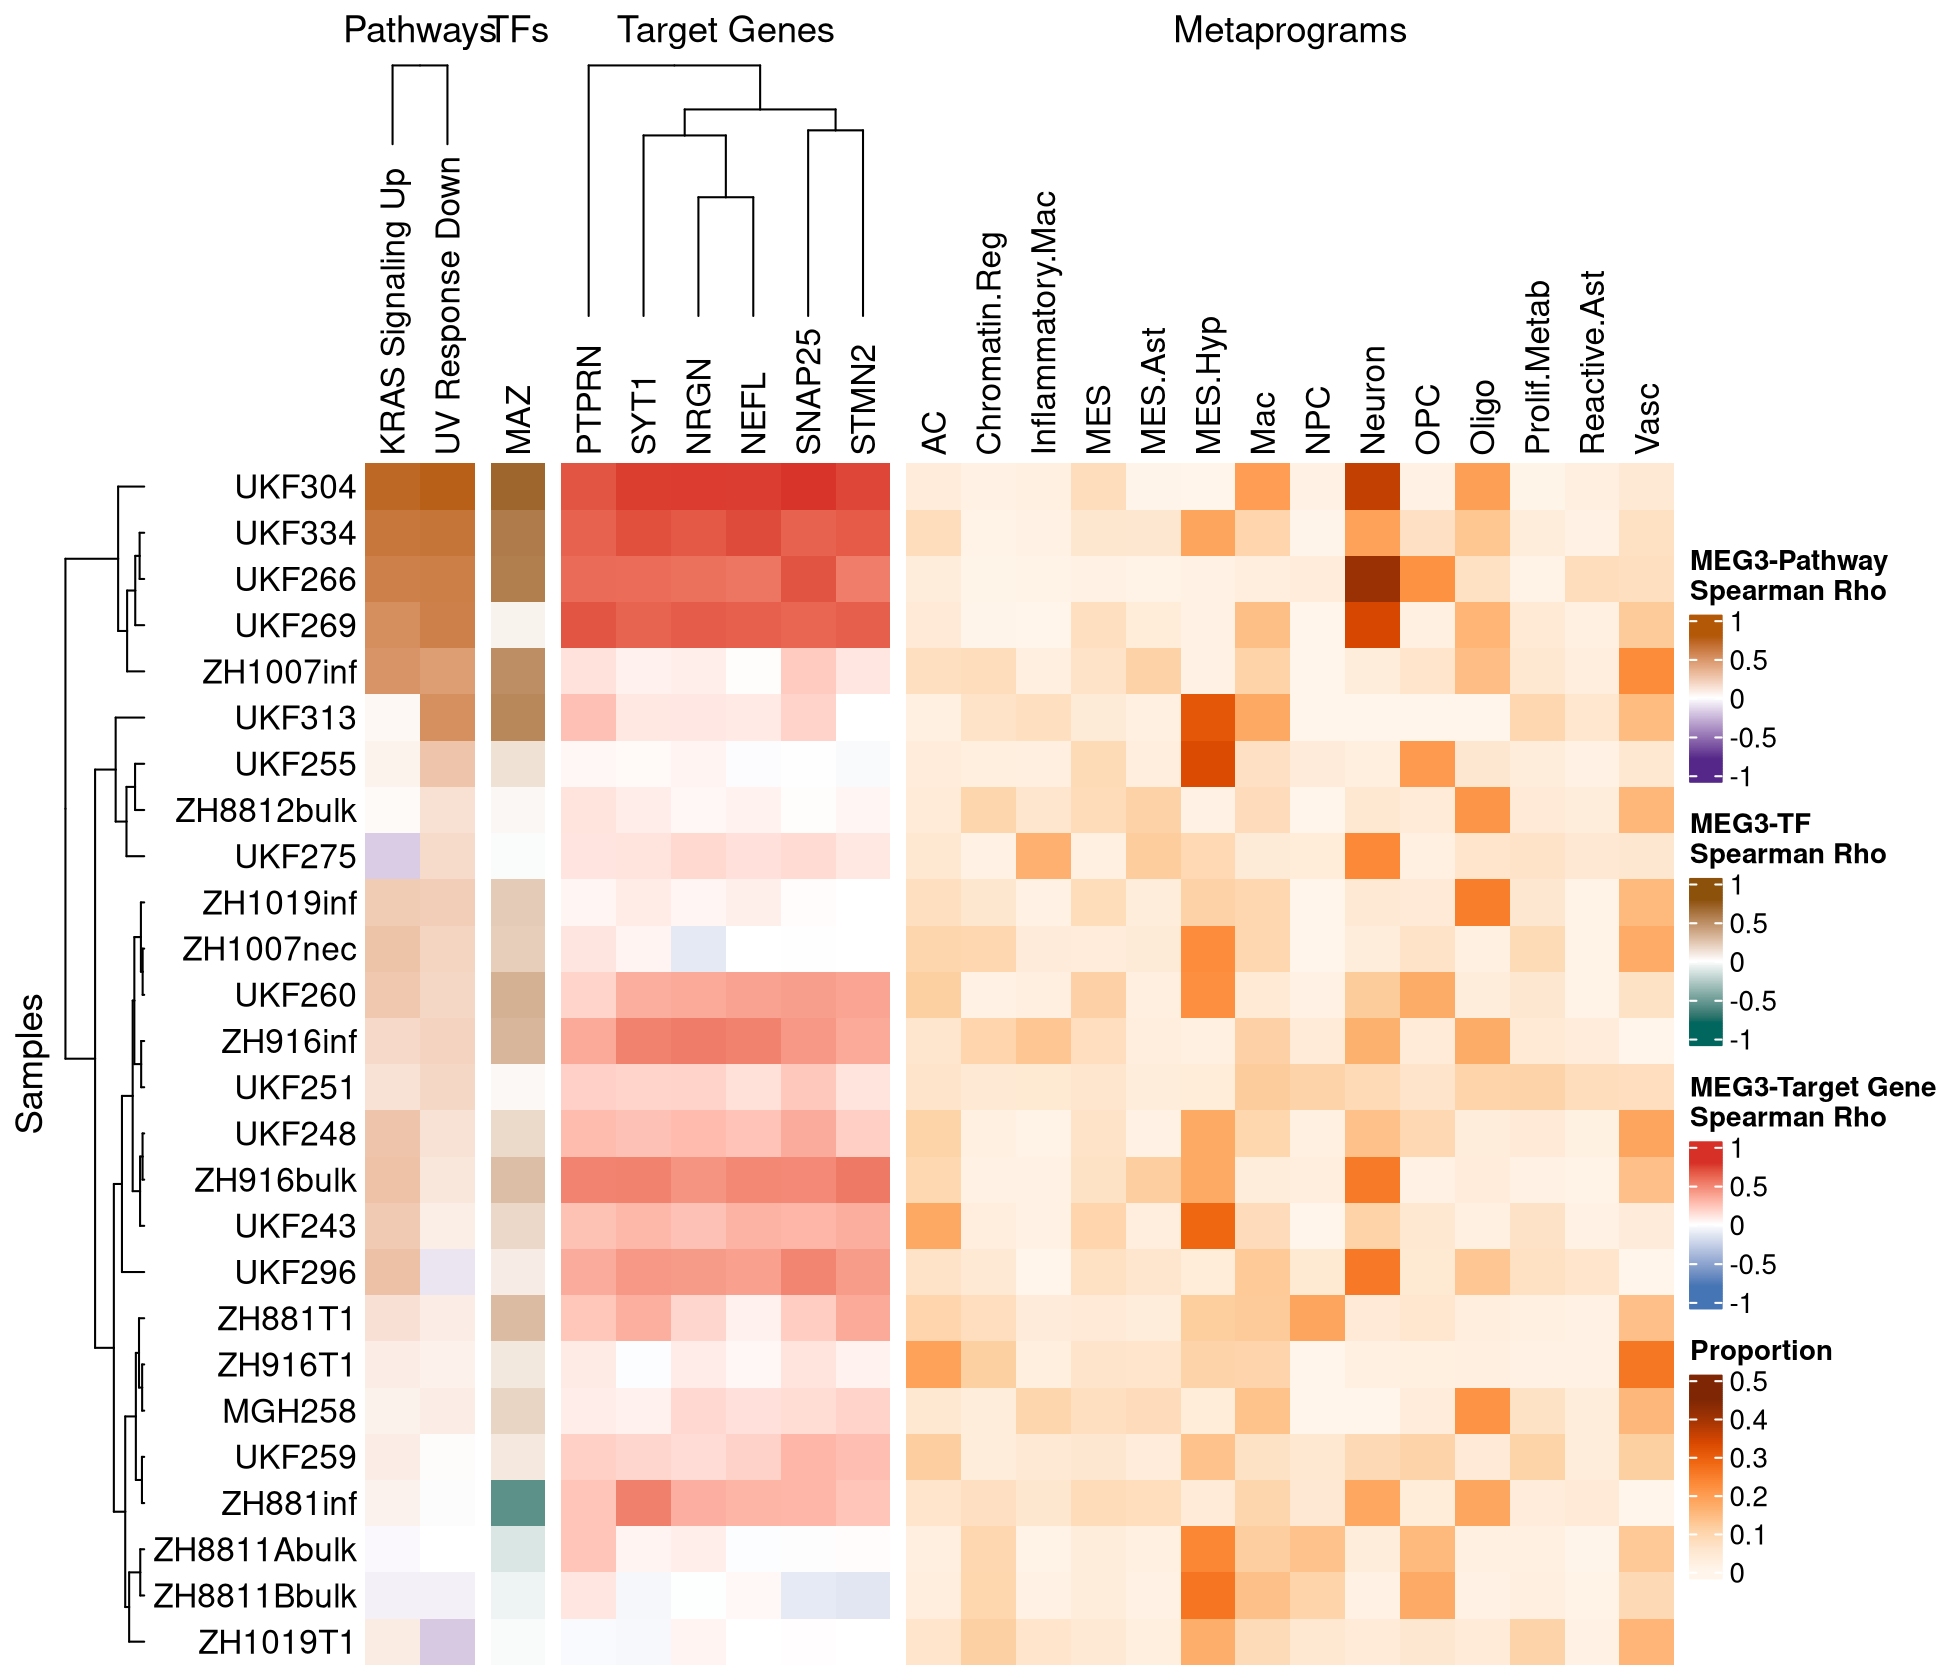 Pathways TFs Target Genes Metaprograms
KRAS Signaling Up
UV Response Down
MAZ
PTPRN
SYT1
NRGN
NEFL
SNAP25
STMN2
AC
Chromatin.Reg
Inflammatory.Mac
MES
MES.Ast
MES.Hyp
Mac
NPC
Neuron
OPC
Oligo
Prolif.Metab
Reactive.Ast
Vasc
Samples
UKF304
UKF334
UKF266
UKF269
ZH1007inf
UKF313
UKF255
ZH8812bulk
UKF275
ZH1019inf
ZH1007nec
UKF260
ZH916inf
UKF251
UKF248
ZH916bulk
UKF243
UKF296
ZH881T1
ZH916T1
MGH258
UKF259
ZH881inf
ZH8811Abulk
ZH8811Bbulk
ZH1019T1
MEG3-Pathway
Spearman Rho
1
0.5
0
-0.5
-1
MEG3-TF
Spearman Rho
1
0.5
0
-0.5
-1
MEG3-Target Gene
Spearman Rho
1
0.5
0
-0.5
-1
Proportion
0.5
0.4
0.3
0.2
0.1
0